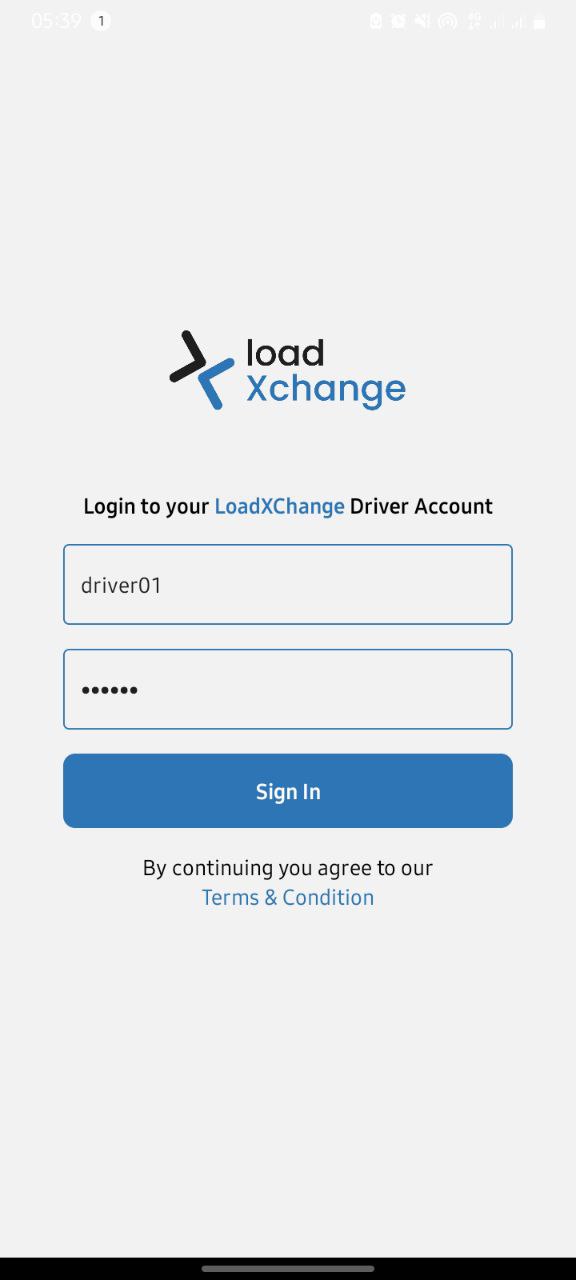 05:39 1
4G
load
Xchange
Login to your LoadXChange Driver Account
driver01
••••••
Sign In
By continuing you agree to our
Terms & Condition